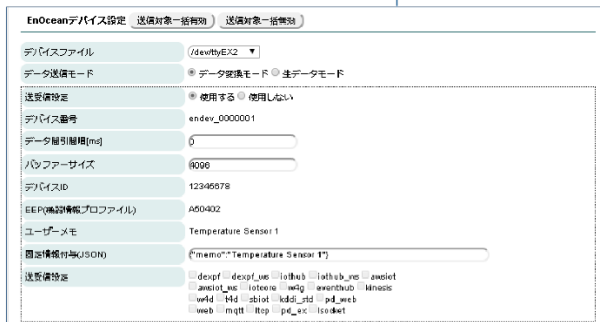 EnOceanデバイス設定 送信対象一括有効 送信対象一括無効
デバイスファイル /dev/ttyEX2
データ送信モード データ変換モード 生データモード
送受信設定 使用する 使用しない
デバイス番号 endev_0000001
データ間引間隔[ms] 0
バッファーサイズ 4096
デバイスID 12345678
EEP(機器情報プロファイル) A50402
ユーザーメモ Temperature Sensor 1
固定情報付与(JSON) {"memo":"Temperature Sensor 1"}
送受信設定 dexpf dexpf_ws iothub iothub_ws awsiot
awsiot_ws iotcore w4g eventhub kinesis
w4d t4d sbiot kddi_std pd_web
web mqtt ltcp pd_ex lsocket